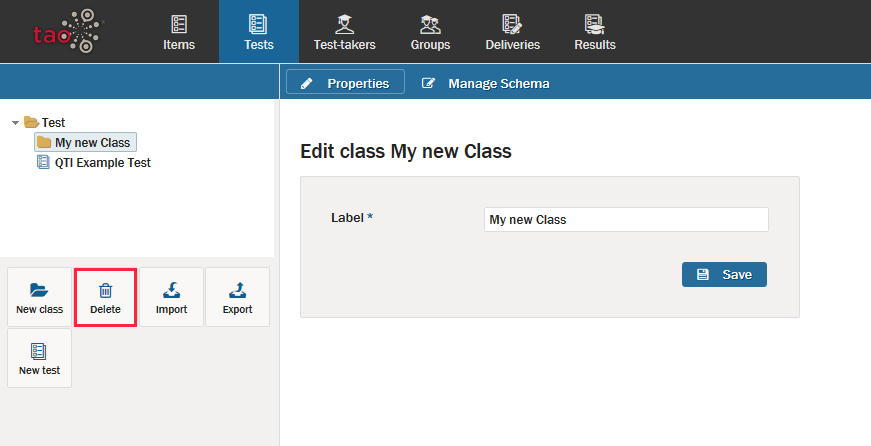 tao
Items Tests Test-takers Groups Deliveries Results
Properties Manage Schema
Test
My new Class
QTI Example Test
Edit class My new Class
Label * My new Class
Save
New class Delete Import Export
New test